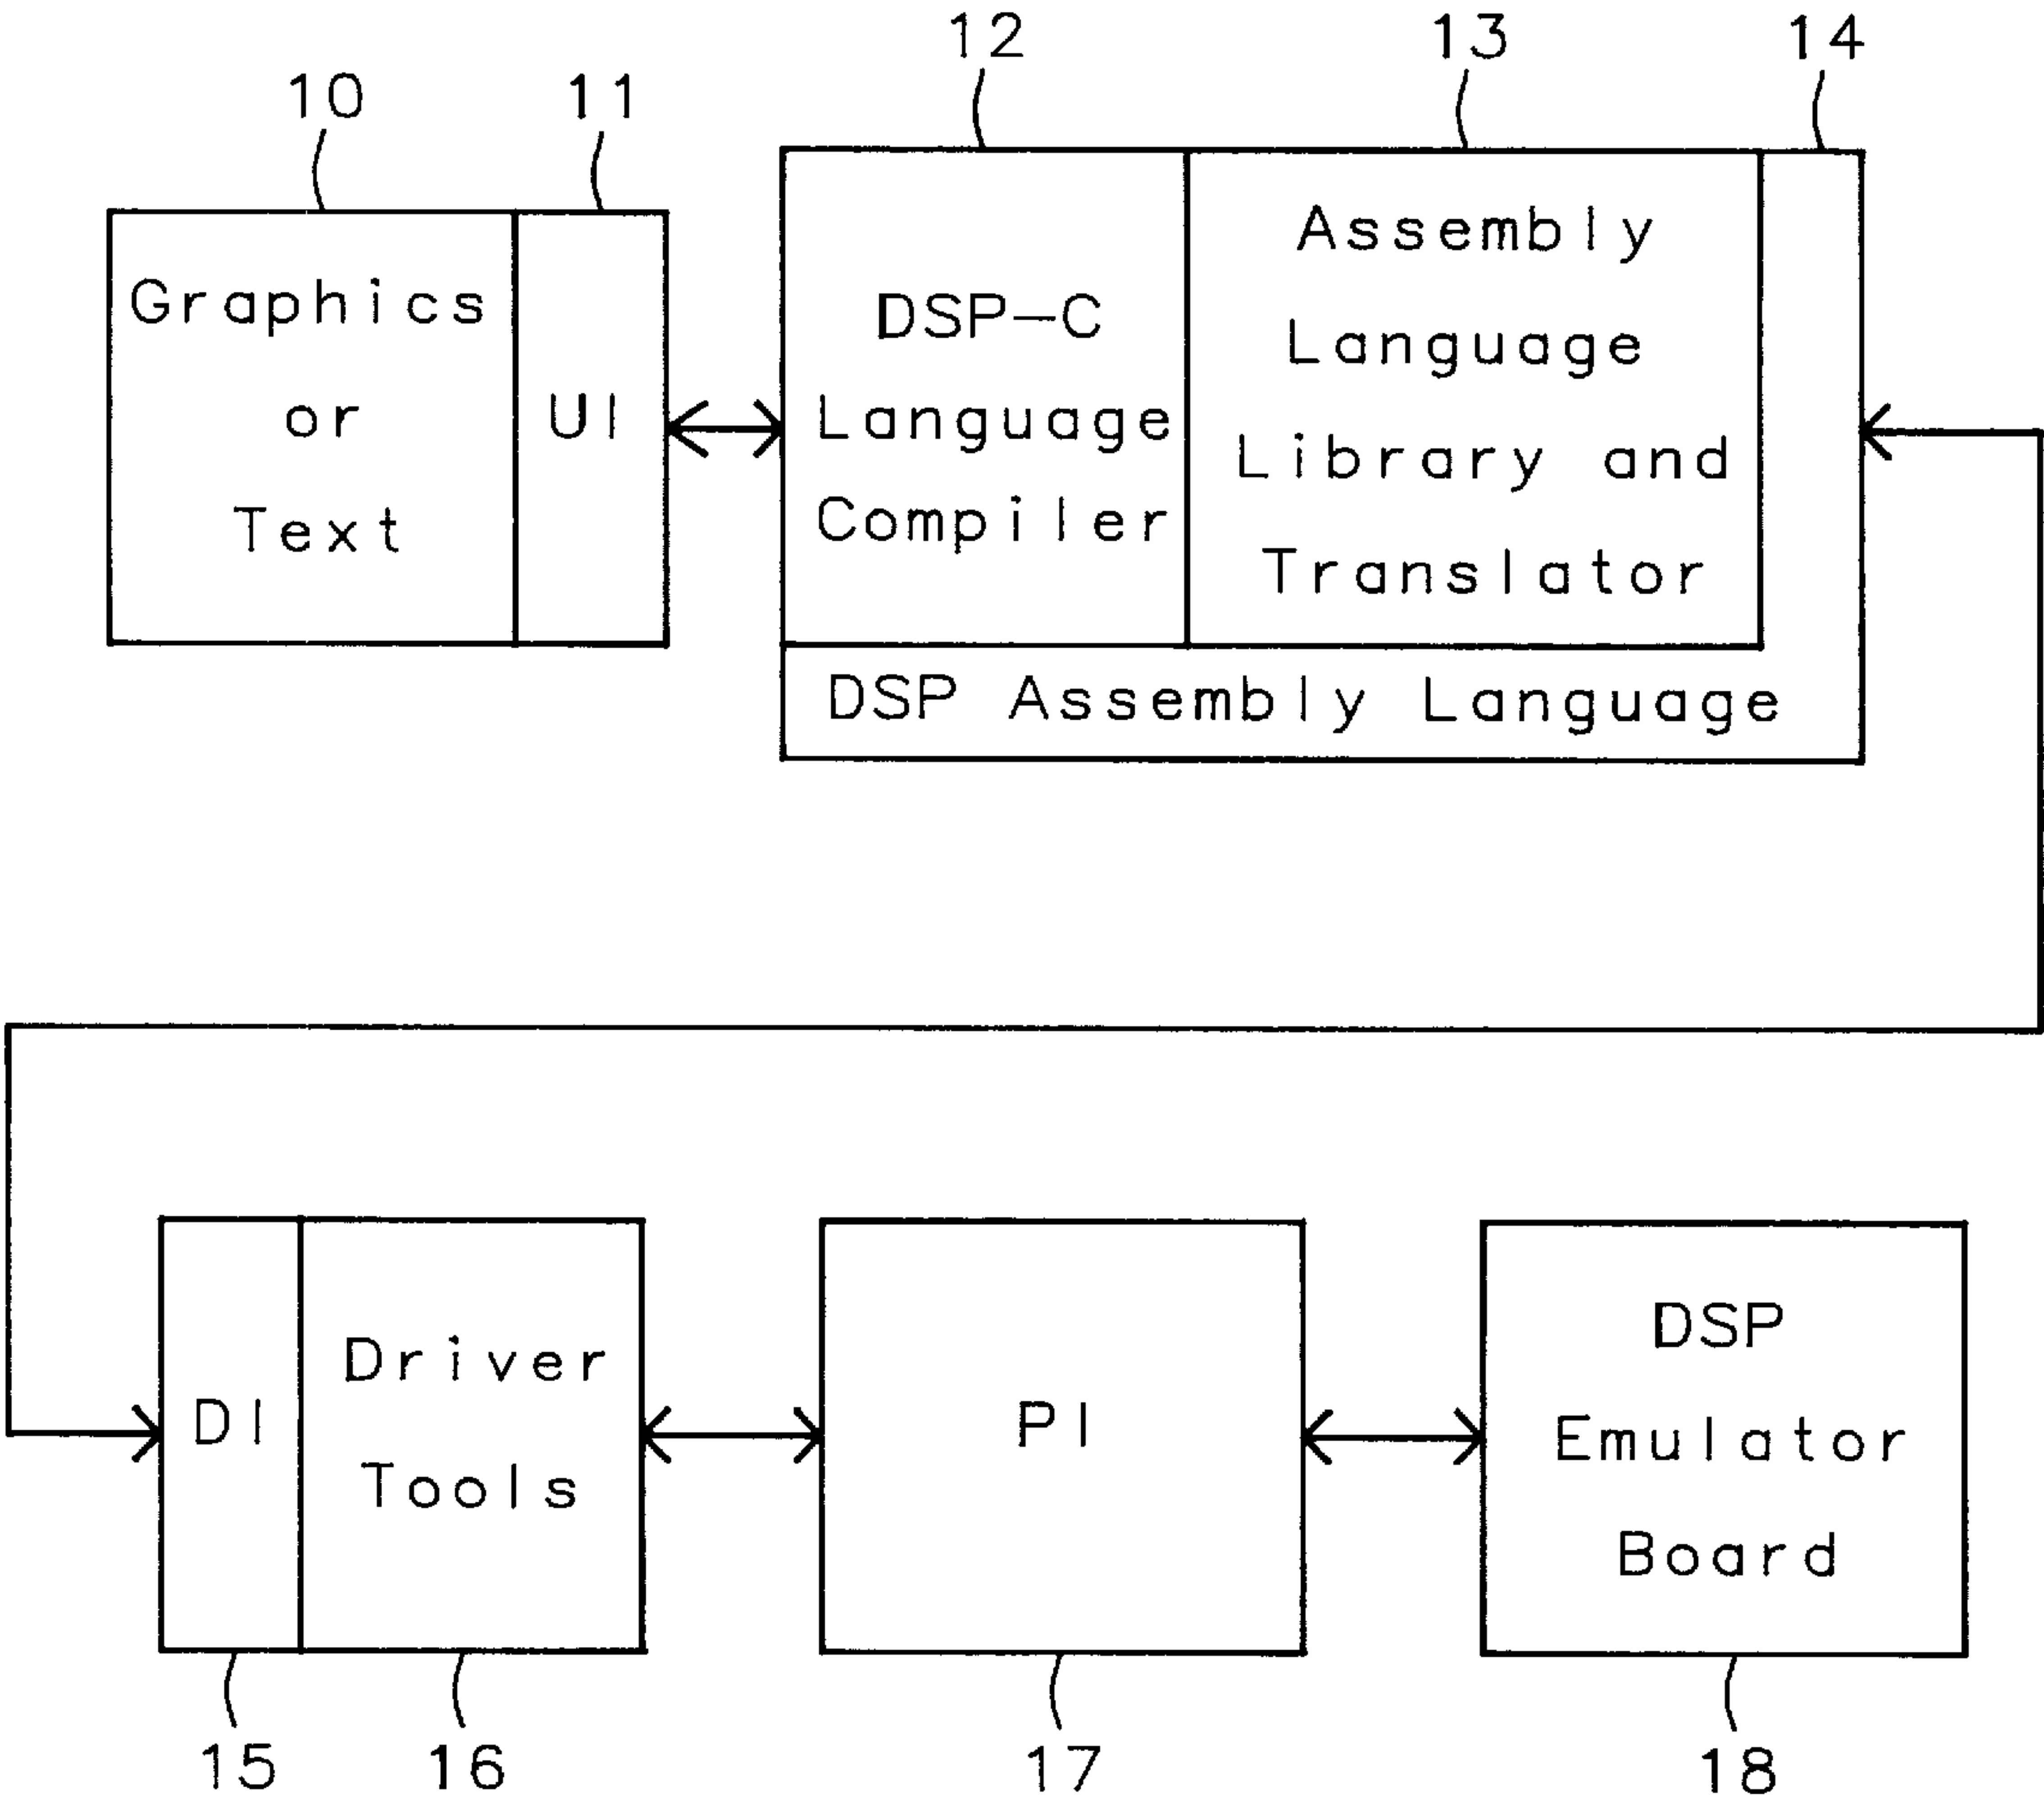 12
13
14
10
11
Graphics
or
Text
UI
DSP-C
Language
Compiler
Assembly
Language
Library and
Translator
DSP Assembly Language
DI
Driver
Tools
PI
DSP
Emulator
Board
15
16
17
18